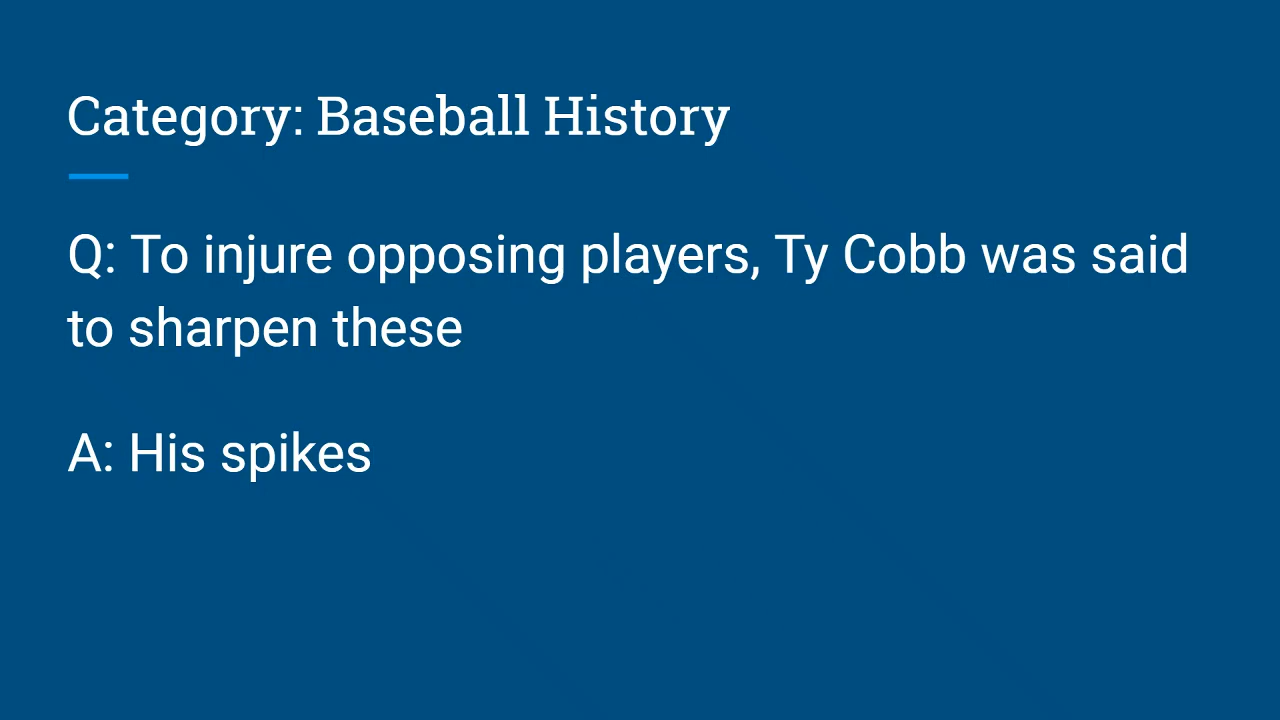 Category: Baseball History
Q: To injure opposing players, Ty Cobb was said
to sharpen these
A: His spikes